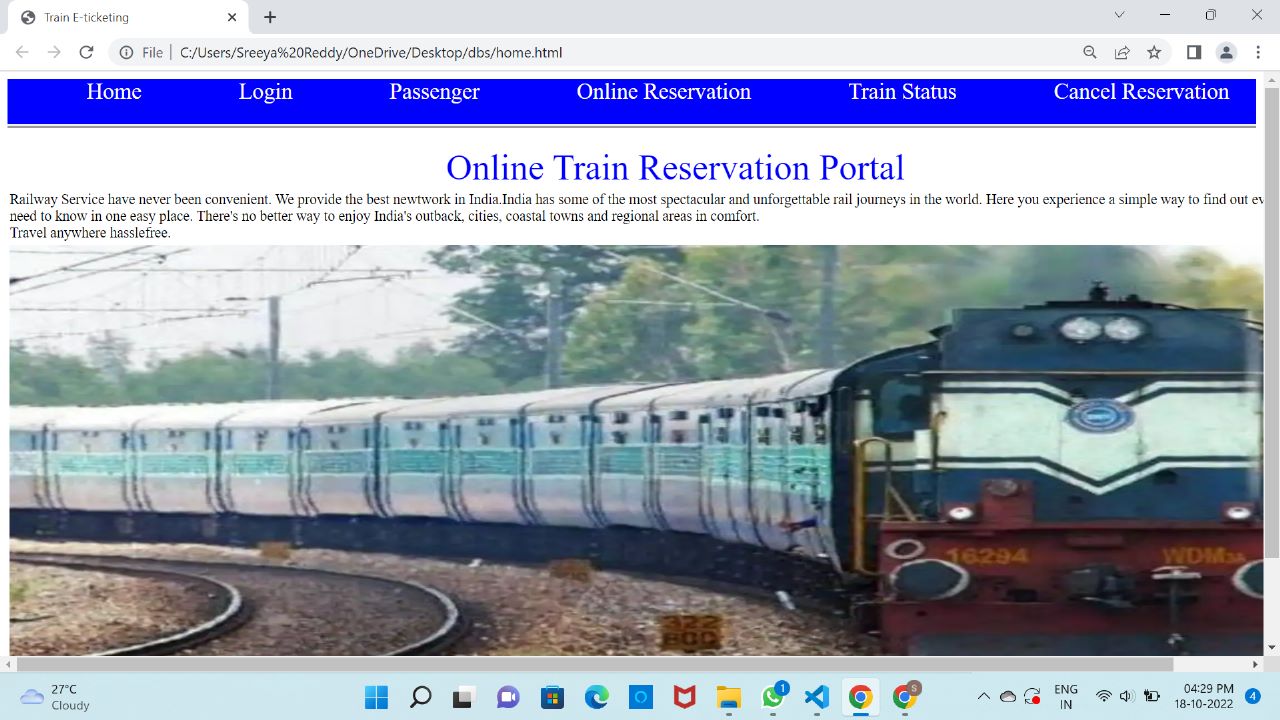 Train E-ticketing
File | C:/Users/Sreeya%20Reddy/OneDrive/Desktop/dbs/home.html
Home Login Passenger Online Reservation Train Status Cancel Reservation
Online Train Reservation Portal
Railway Service have never been convenient. We provide the best newtwork in India.India has some of the most spectacular and unforgettable rail journeys in the world. Here you experience a simple way to find out ev
need to know in one easy place. There's no better way to enjoy India's outback, cities, coastal towns and regional areas in comfort.
Travel anywhere hasslefree.
16294 WDM3A
322
800
27°C
Cloudy
1
S
ENG
IN
04:29 PM
18-10-2022
4